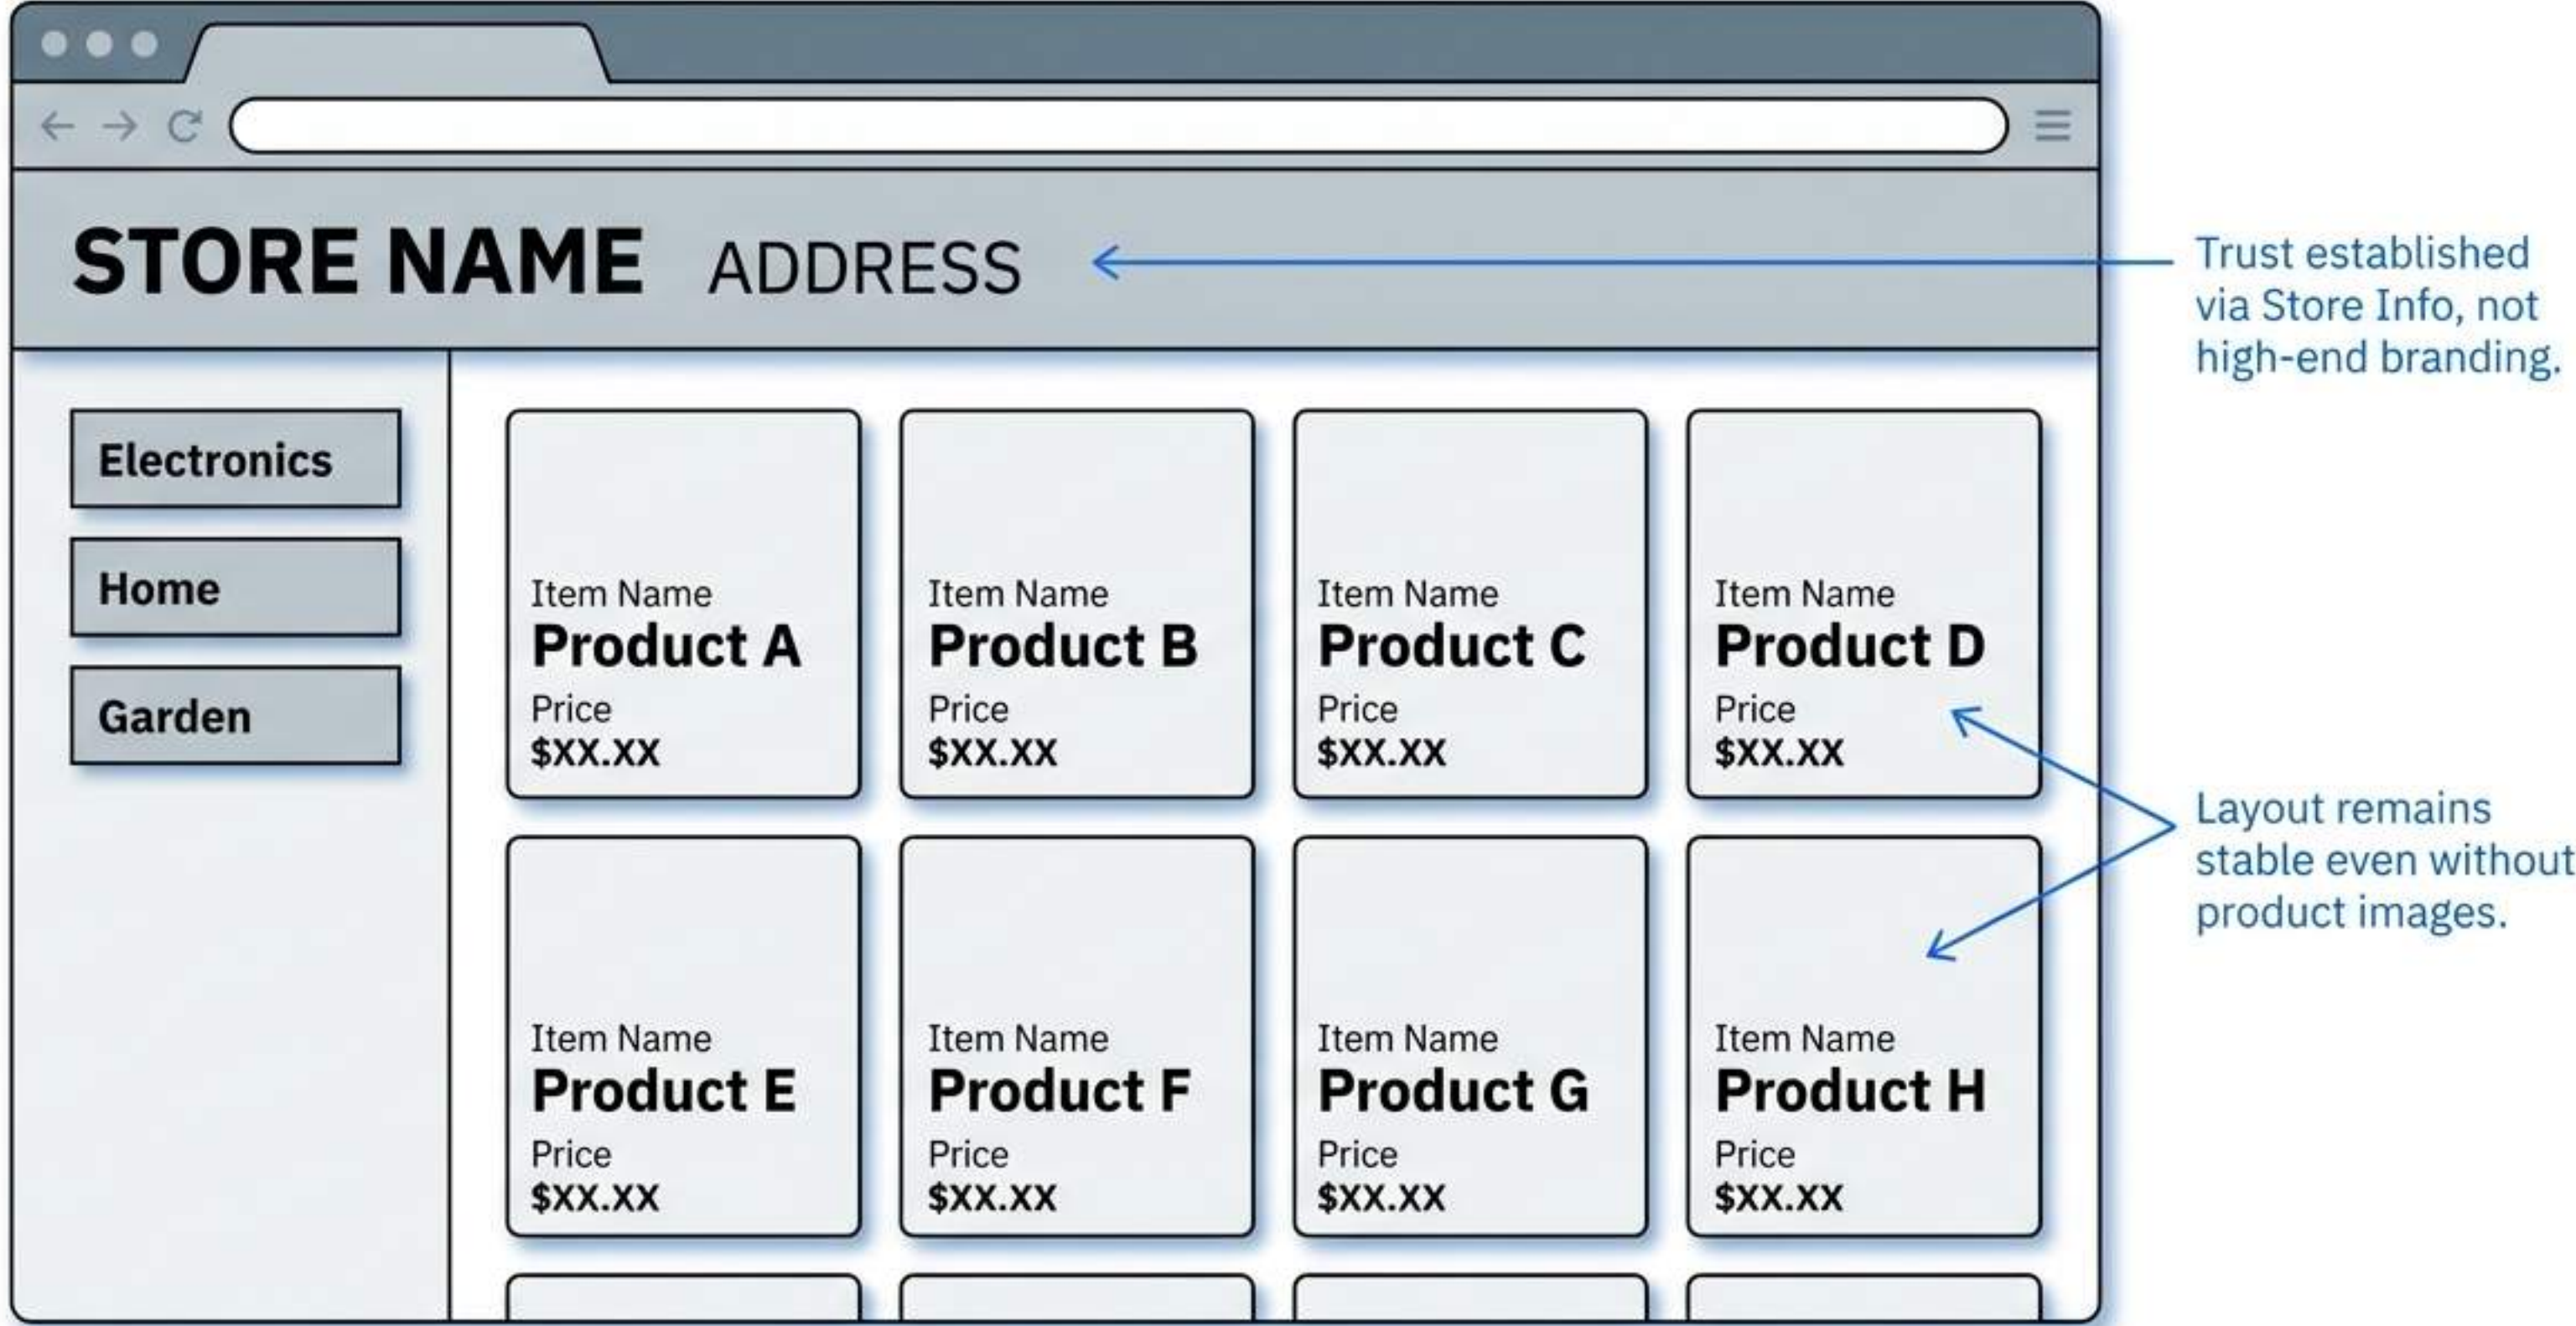 STORE NAME ADDRESS
Trust established
via Store Info, not
high-end branding.
Electronics
Home
Garden
Item Name
Product A
Price
$XX.XX
Item Name
Product B
Price
$XX.XX
Item Name
Product C
Price
$XX.XX
Item Name
Product D
Price
$XX.XX
Layout remains
stable even without
product images.
Item Name
Product E
Price
$XX.XX
Item Name
Product F
Price
$XX.XX
Item Name
Product G
Price
$XX.XX
Item Name
Product H
Price
$XX.XX